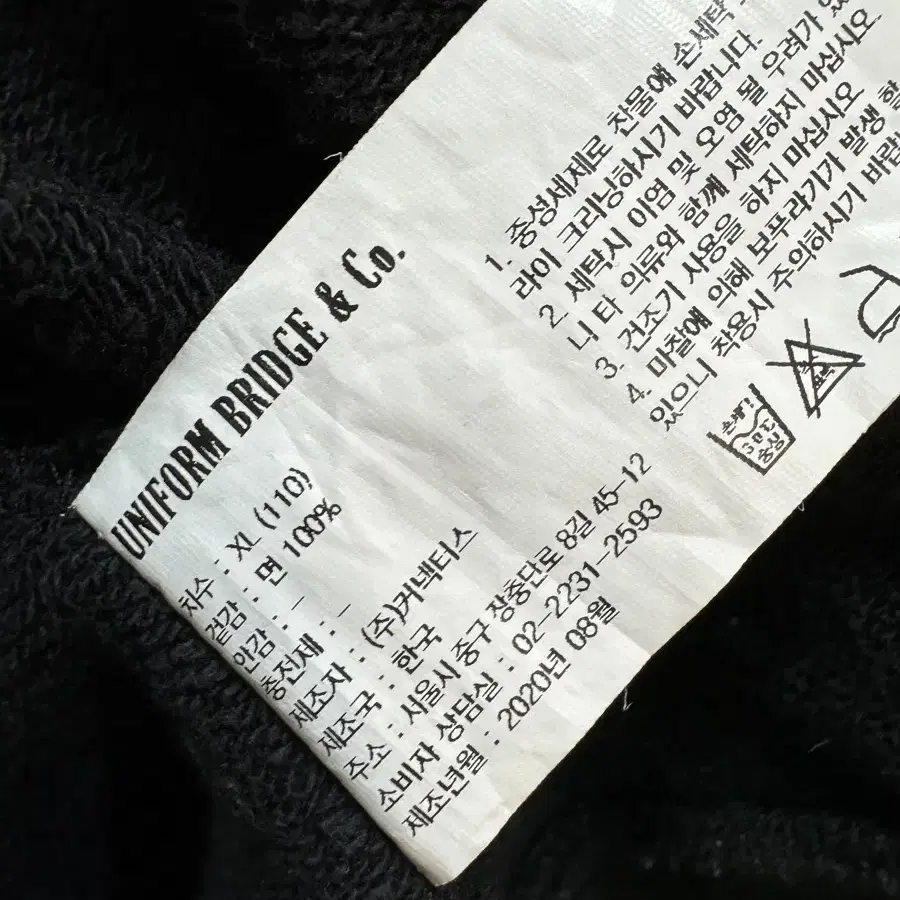 UNIFORM BRIDGE & Co.
치수 : XL (110)
겉감 : 면 100%
안감 : -
충전재 : -
제조자 : (주)커넥터스
제조국 : 한국
주소 : 서울시 중구 장충단로 8길 45-12
소비자 상담실 : 02-2231-2593
제조년월 : 2020년 08월
1. 중성세제로 찬물에 손세탁
라이 크리닝하시기 바랍니다.
2. 세탁시 이염 및 오염 될 우려가 있
니 타 의류와 함께 세탁하지 마십시오.
3. 건조기 사용을 하지 마십시오
4. 마찰에 의해 보푸라기가 발생 할
있으니 착용시 주의하시기 바랍
손세탁
30℃
중성